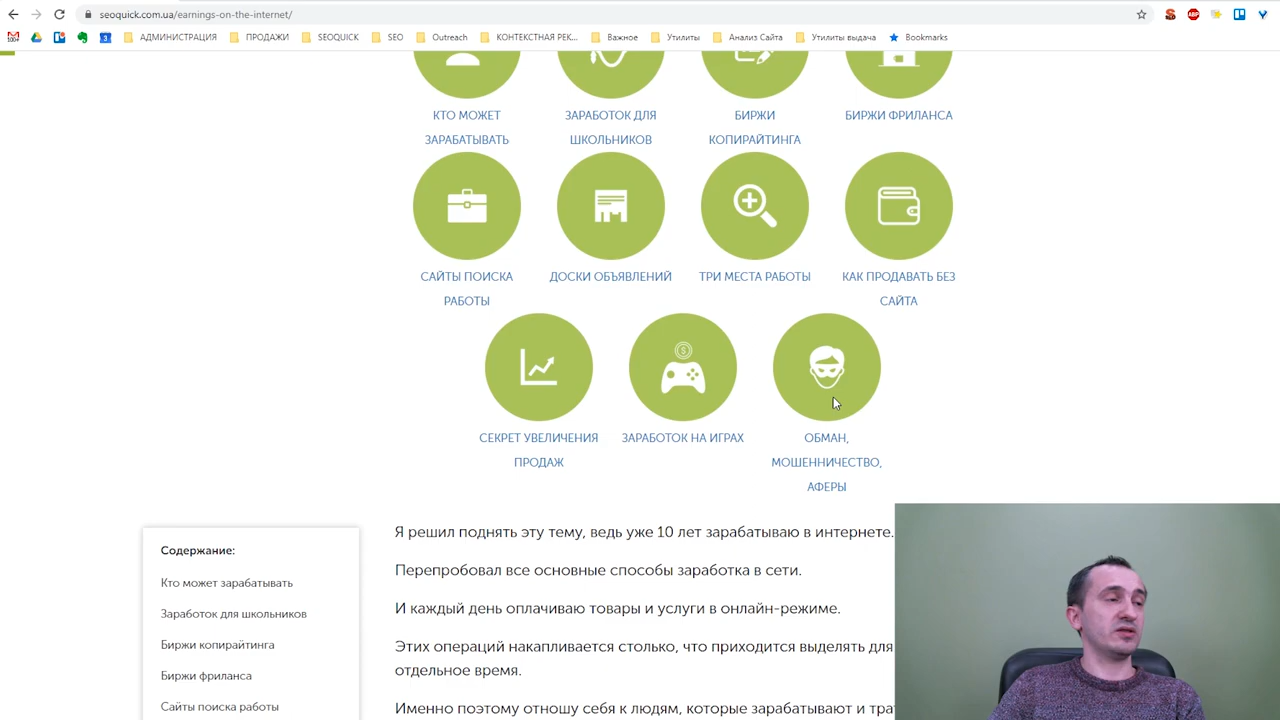 seoquick.com.ua/earnings-on-the-internet/
100+
3
АДМИНИСТРАЦИЯ
ПРОДАЖИ
SEOQUICK
SEO
Outreach
КОНТЕКСТНАЯ РЕК...
Важное
Утилиты
Анализ Сайта
Утилиты выдача
Bookmarks
ABP
КТО МОЖЕТ
ЗАРАБАТЫВАТЬ
ЗАРАБОТОК ДЛЯ
ШКОЛЬНИКОВ
БИРЖИ
КОПИРАЙТИНГА
БИРЖИ ФРИЛАНСА
САЙТЫ ПОИСКА
РАБОТЫ
ДОСКИ ОБЪЯВЛЕНИЙ
ТРИ МЕСТА РАБОТЫ
КАК ПРОДАВАТЬ БЕЗ
САЙТА
$
СЕКРЕТ УВЕЛИЧЕНИЯ
ПРОДАЖ
ЗАРАБОТОК НА ИГРАХ
ОБМАН,
МОШЕННИЧЕСТВО,
АФЕРЫ
Содержание:
Кто может зарабатывать
Заработок для школьников
Биржи копирайтинга
Биржи фриланса
Сайты поиска работы
Я решил поднять эту тему, ведь уже 10 лет зарабатываю в интернете.
Перепробовал все основные способы заработка в сети.
И каждый день оплачиваю товары и услуги в онлайн-режиме.
Этих операций накапливается столько, что приходится выделять для
отдельное время.
Именно поэтому отношу себя к людям, которые зарабатывают и тра